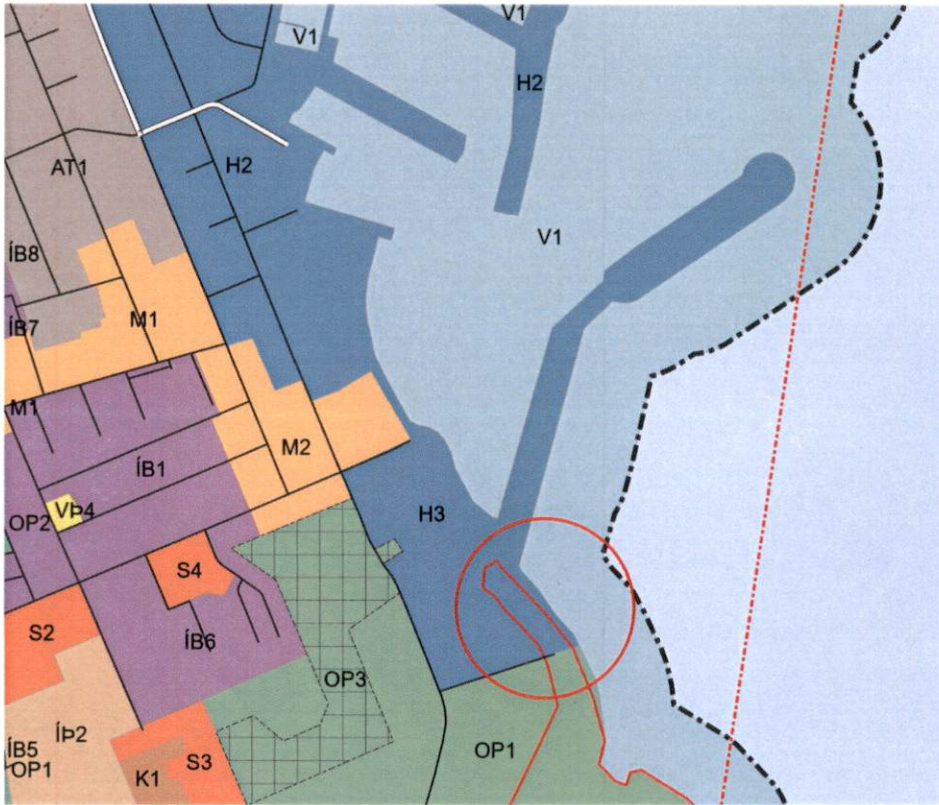 V1
V1
H2
H2
AT1
V1
ÍB8
M1
ÍB7
M1
M2
ÍB1
VÞ4
OP2
H3
S4
S2
ÍB6
OP3
ÍÞ2
ÍB5
S3
OP1
OP1
K1